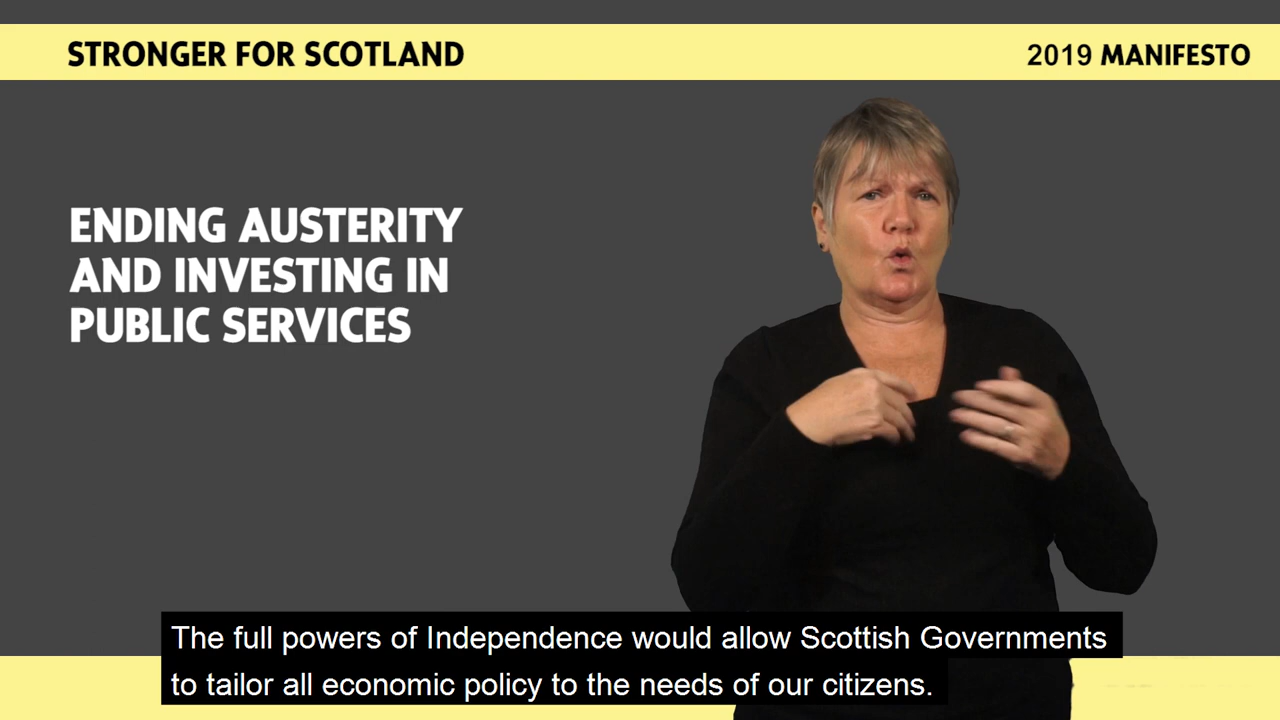 STRONGER FOR SCOTLAND
2019 MANIFESTO
ENDING AUSTERITY
AND INVESTING IN
PUBLIC SERVICES
The full powers of Independence would allow Scottish Governments
to tailor all economic policy to the needs of our citizens.